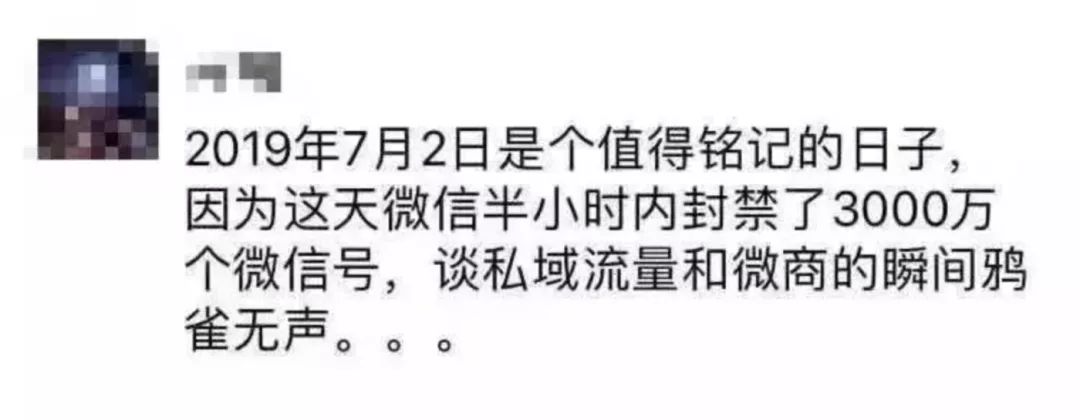 2019年7月2日是个值得铭记的日子，
因为这天微信半小时内封禁了3000万
个微信号，谈私域流量和微商的瞬间鸦
雀无声。。。